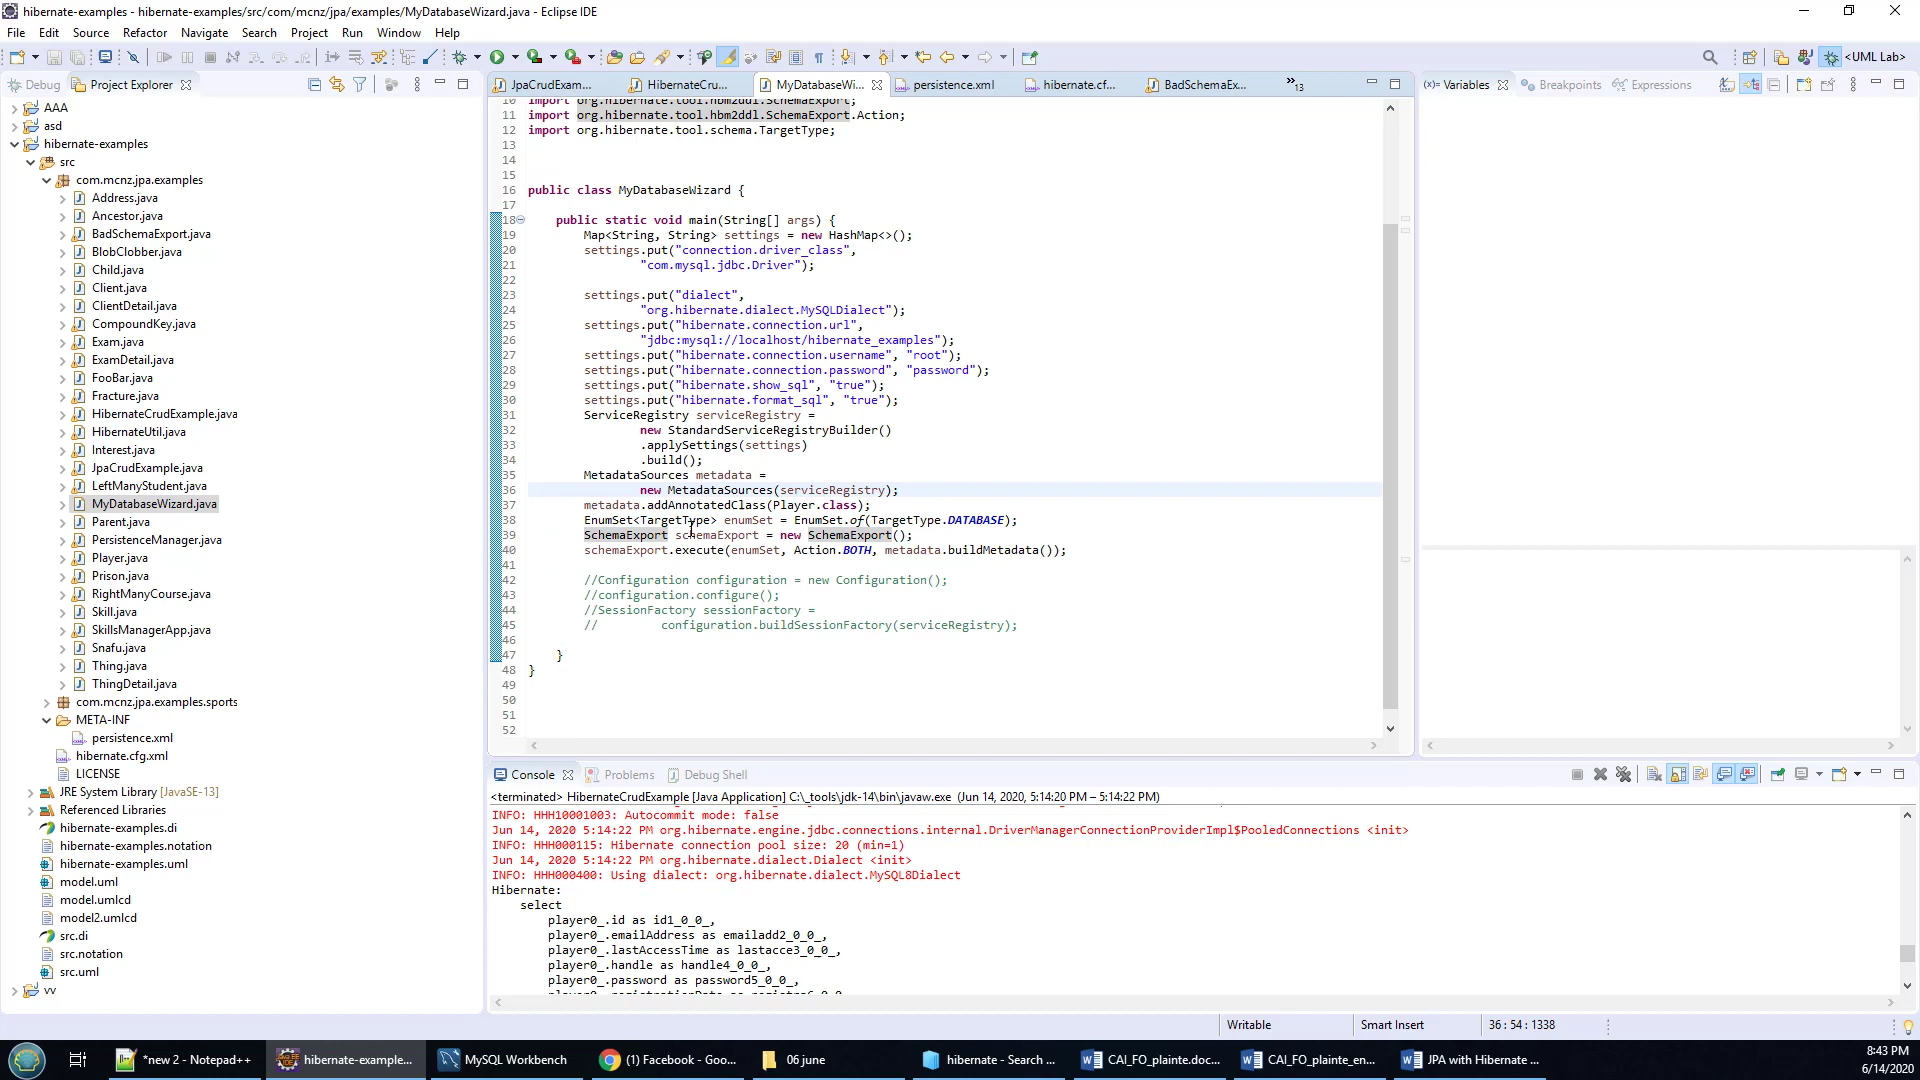 hibernate-examples - hibernate-examples/src/com/mcnz/jpa/examples/MyDatabaseWizard.java - Eclipse IDE
File Edit Source Refactor Navigate Search Project Run Window Help
<UML Lab>
Debug Project Explorer
AAA
asd
hibernate-examples
src
com.mcnz.jpa.examples
Address.java
Ancestor.java
BadSchemaExport.java
BlobClobber.java
Child.java
Client.java
ClientDetail.java
CompoundKey.java
Exam.java
ExamDetail.java
FooBar.java
Fracture.java
HibernateCrudExample.java
HibernateUtil.java
Interest.java
JpaCrudExample.java
LeftManyStudent.java
MyDatabaseWizard.java
Parent.java
PersistenceManager.java
Player.java
Prison.java
RightManyCourse.java
Skill.java
SkillsManagerApp.java
Snafu.java
Thing.java
ThingDetail.java
com.mcnz.jpa.examples.sports
META-INF
persistence.xml
hibernate.cfg.xml
LICENSE
JRE System Library [JavaSE-13]
Referenced Libraries
hibernate-examples.di
hibernate-examples.notation
hibernate-examples.uml
model.uml
model.umlcd
model2.umlcd
src.di
src.notation
src.uml
vv
JpaCrudExam... HibernateCru... MyDatabaseWi... persistence.xml hibernate.cf... BadSchemaEx... »13
10 import org.hibernate.tool.hbm2ddl.SchemaExport;
11 import org.hibernate.tool.hbm2ddl.SchemaExport.Action;
12 import org.hibernate.tool.schema.TargetType;
13
14
15
16 public class MyDatabaseWizard {
17
18 public static void main(String[] args) {
19 Map<String, String> settings = new HashMap<>();
20 settings.put("connection.driver_class",
21 "com.mysql.jdbc.Driver");
22
23 settings.put("dialect",
24 "org.hibernate.dialect.MySQLDialect");
25 settings.put("hibernate.connection.url",
26 "jdbc:mysql://localhost/hibernate_examples");
27 settings.put("hibernate.connection.username", "root");
28 settings.put("hibernate.connection.password", "password");
29 settings.put("hibernate.show_sql", "true");
30 settings.put("hibernate.format_sql", "true");
31 ServiceRegistry serviceRegistry =
32 new StandardServiceRegistryBuilder()
33 .applySettings(settings)
34 .build();
35 MetadataSources metadata =
36 new MetadataSources(serviceRegistry);
37 metadata.addAnnotatedClass(Player.class);
38 EnumSet<TargetType> enumSet = EnumSet.of(TargetType.DATABASE);
39 SchemaExport schemaExport = new SchemaExport();
40 schemaExport.execute(enumSet, Action.BOTH, metadata.buildMetadata());
41
42 //Configuration configuration = new Configuration();
43 //configuration.configure();
44 //SessionFactory sessionFactory =
45 // configuration.buildSessionFactory(serviceRegistry);
46
47 }
48 }
49
50
51
52
(x)= Variables Breakpoints Expressions
Console Problems Debug Shell
<terminated> HibernateCrudExample [Java Application] C:\_tools\jdk-14\bin\javaw.exe (Jun 14, 2020, 5:14:20 PM – 5:14:22 PM)
INFO: HHH10001003: Autocommit mode: false
Jun 14, 2020 5:14:22 PM org.hibernate.engine.jdbc.connections.internal.DriverManagerConnectionProviderImpl$PooledConnections <init>
INFO: HHH000115: Hibernate connection pool size: 20 (min=1)
Jun 14, 2020 5:14:22 PM org.hibernate.dialect.Dialect <init>
INFO: HHH000400: Using dialect: org.hibernate.dialect.MySQL8Dialect
Hibernate:
select
player0_.id as id1_0_0_,
player0_.emailAddress as emailadd2_0_0_,
player0_.lastAccessTime as lastacce3_0_0_,
player0_.handle as handle4_0_0_,
player0_.password as password5_0_0_,
Writable Smart Insert 36 : 54 : 1338
*new 2 - Notepad++ hibernate-example... MySQL Workbench (1) Facebook - Goo... 06 june hibernate - Search ... CAI_FO_plainte.doc... CAI_FO_plainte_en... JPA with Hibernate ...
8:43 PM
6/14/2020